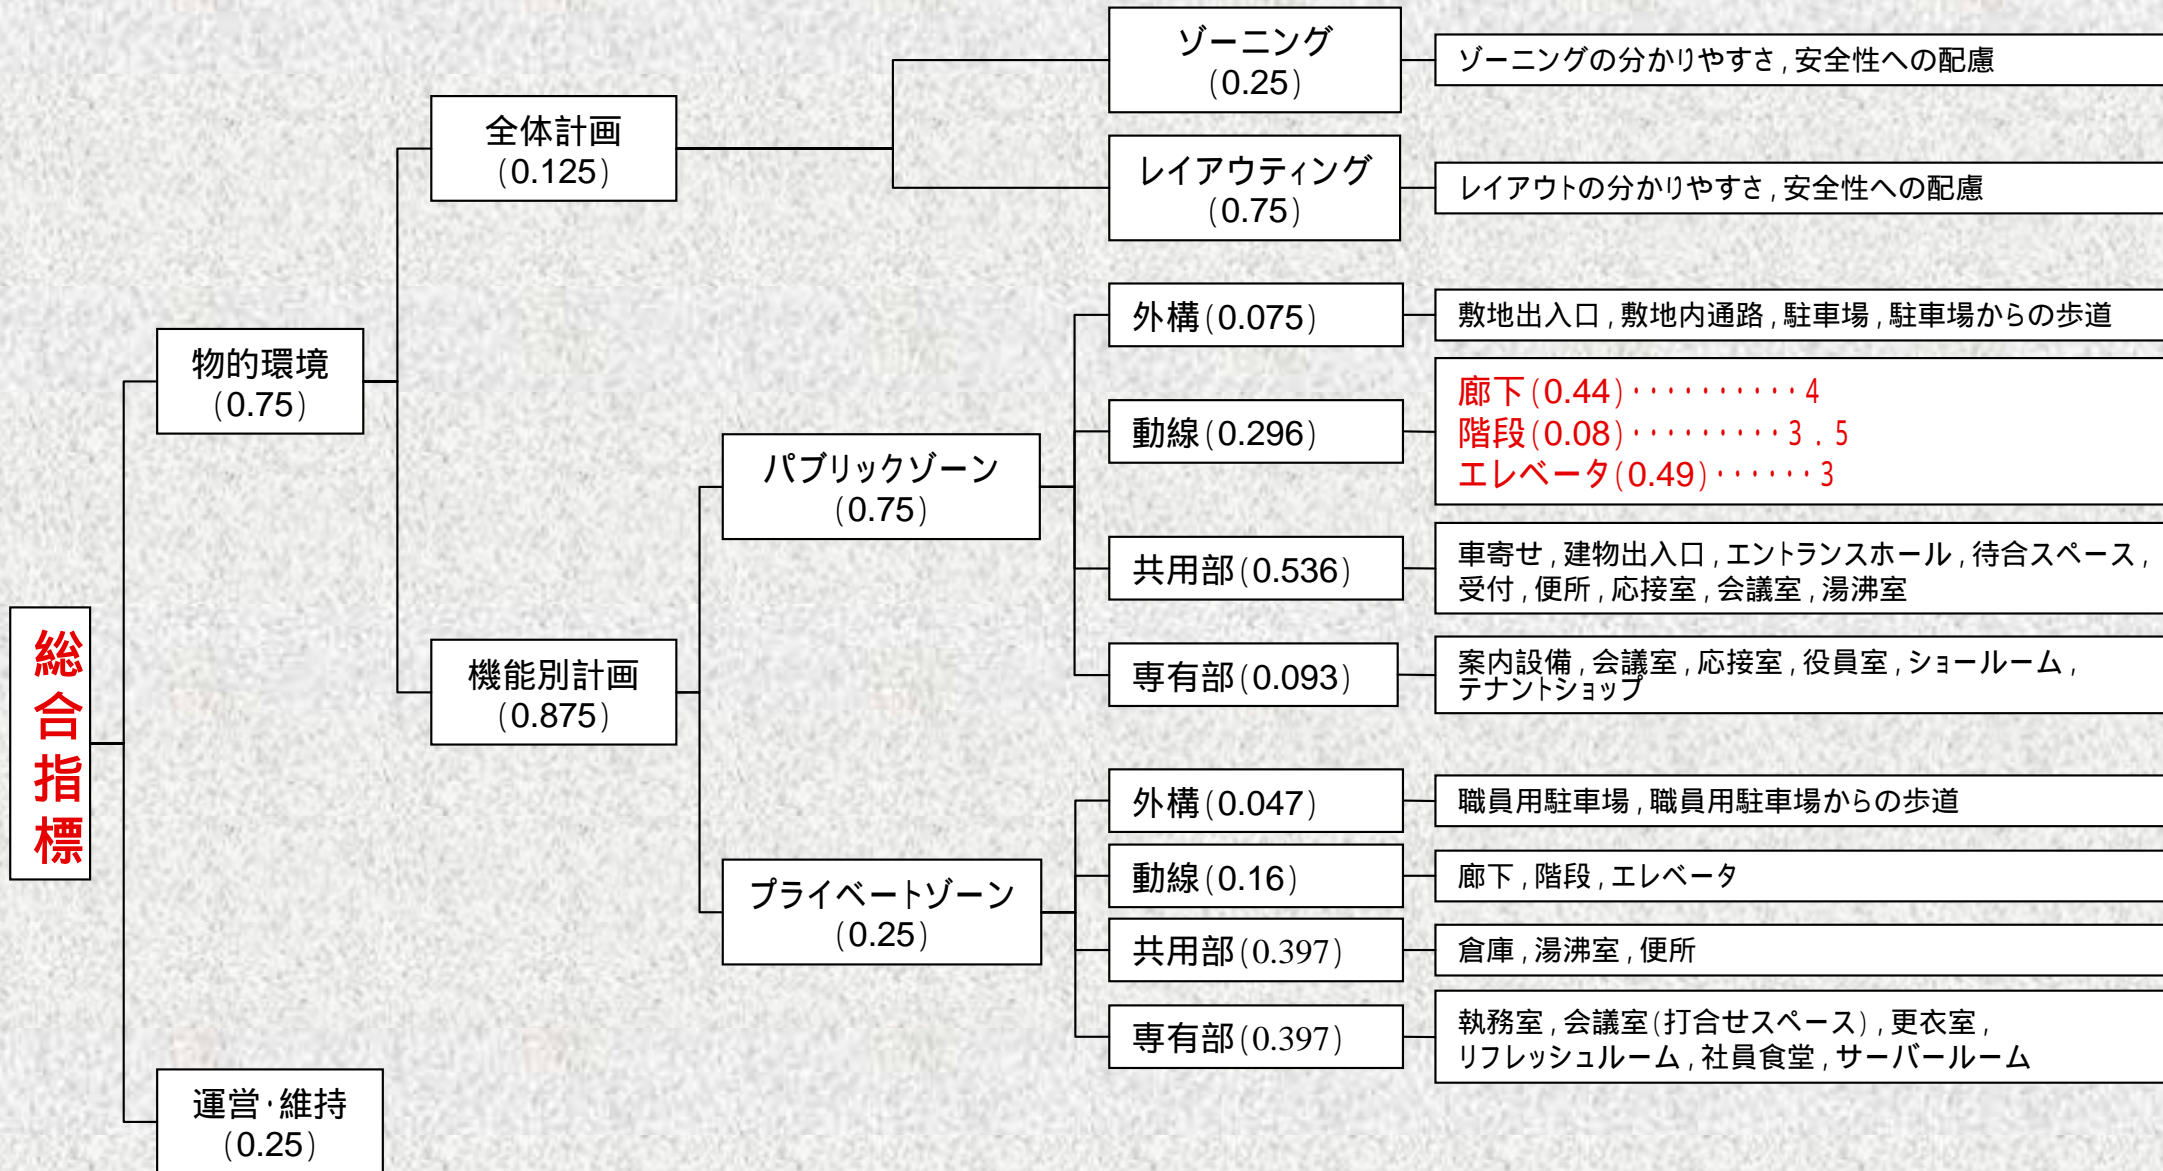 総合指標
物的環境
(0.75)
運営・維持
(0.25)
全体計画
(0.125)
機能別計画
(0.875)
パブリックゾーン
(0.75)
プライベートゾーン
(0.25)
ゾーニング
(0.25)
ゾーニングの分かりやすさ,安全性への配慮
レイアウティング
(0.75)
レイアウトの分かりやすさ,安全性への配慮
外構(0.075)
敷地出入口,敷地内通路,駐車場,駐車場からの歩道
動線(0.296)
廊下(0.44)・・・・・・・・・・4
階段(0.08)・・・・・・・・・3.5
エレベータ(0.49)・・・・・・3
共用部(0.536)
車寄せ,建物出入口,エントランスホール,待合スペース,
受付,便所,応接室,会議室,湯沸室
専有部(0.093)
案内設備,会議室,応接室,役員室,ショールーム,
テナントショップ
外構(0.047)
職員用駐車場,職員用駐車場からの歩道
動線(0.16)
廊下,階段,エレベータ
共用部(0.397)
倉庫,湯沸室,便所
専有部(0.397)
執務室,会議室(打合せスペース),更衣室,
リフレッシュルーム,社員食堂,サーバールーム